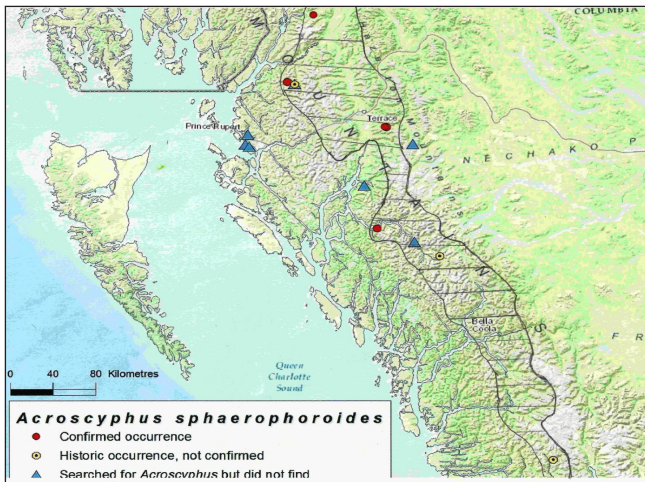 COLUMBIA
Prince Rupert
Terrace
NECHAKO P
Bella
Coola
F R
Queen
Charlotte
Sound
0 40 80 Kilometres
Acroscyphus sphaerophoroides
Confirmed occurrence
Historic occurrence, not confirmed
Searched for Acroscyphus but did not find